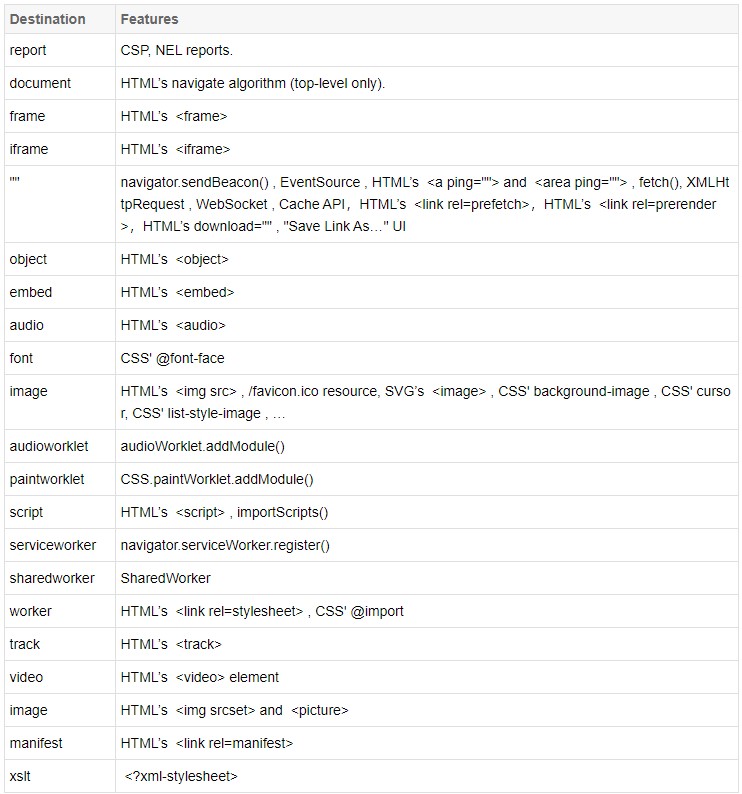 Destination Features
report CSP, NEL reports.
document HTML’s navigate algorithm (top-level only).
frame HTML’s <frame>
iframe HTML’s <iframe>
"" navigator.sendBeacon() , EventSource , HTML’s <a ping=""> and <area ping=""> , fetch(), XMLHt
tpRequest , WebSocket , Cache API，HTML’s <link rel=prefetch>，HTML’s <link rel=prerender
>，HTML’s download="" , "Save Link As…" UI
object HTML’s <object>
embed HTML’s <embed>
audio HTML’s <audio>
font CSS' @font-face
image HTML’s <img src> , /favicon.ico resource, SVG’s <image> , CSS' background-image , CSS' curso
r, CSS' list-style-image , …
audioworklet audioWorklet.addModule()
paintworklet CSS.paintWorklet.addModule()
script HTML’s <script> , importScripts()
serviceworker navigator.serviceWorker.register()
sharedworker SharedWorker
worker HTML’s <link rel=stylesheet> , CSS' @import
track HTML’s <track>
video HTML’s <video> element
image HTML’s <img srcset> and <picture>
manifest HTML’s <link rel=manifest>
xslt <?xml-stylesheet>